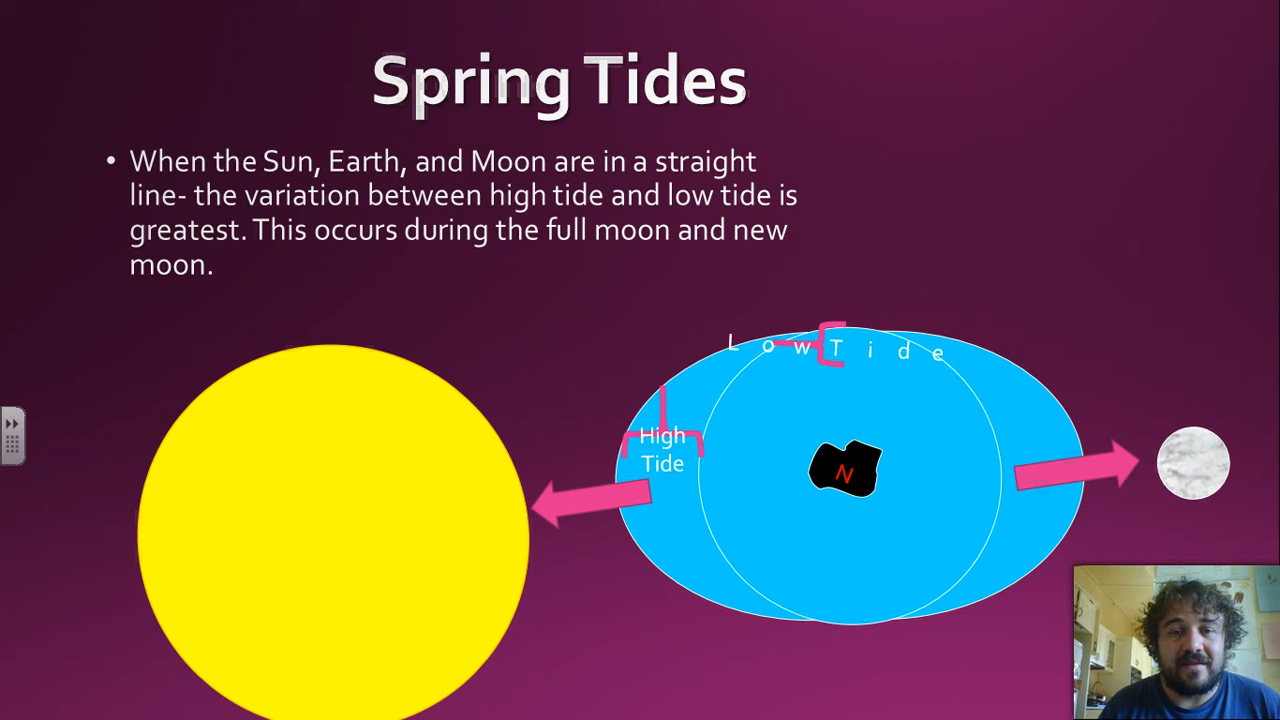 Spring Tides
• When the Sun, Earth, and Moon are in a straight
line- the variation between high tide and low tide is
greatest. This occurs during the full moon and new
moon.
Low Tide
High
Tide
N